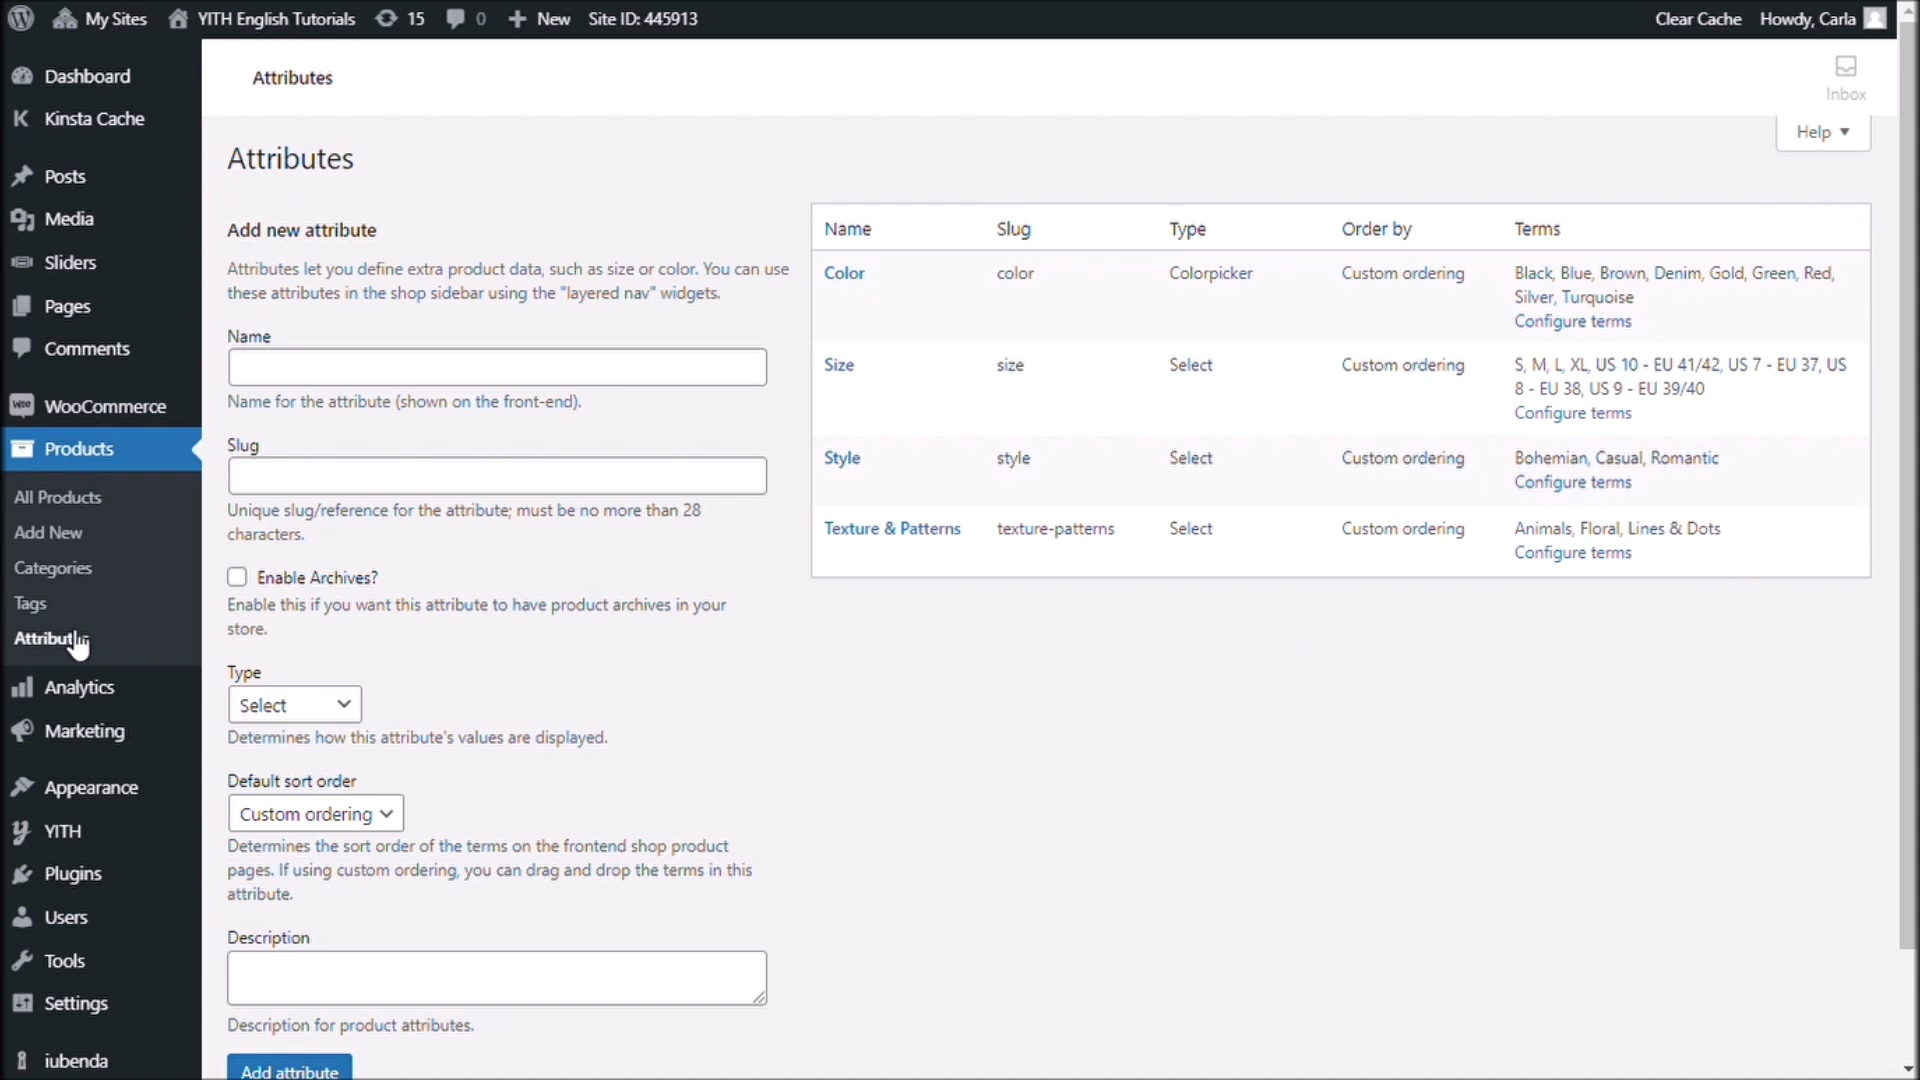 My Sites YITH English Tutorials 15 0 New Site ID: 445913 Clear Cache Howdy, Carla
Dashboard
Kinsta Cache
Posts
Media
Sliders
Pages
Comments
WooCommerce
Products
All Products
Add New
Categories
Tags
Analytics
Marketing
Appearance
YITH
Plugins
Users
Tools
Settings
iubenda
Attributes
Inbox
Help
Attributes
Add new attribute
Attributes let you define extra product data, such as size or color. You can use
these attributes in the shop sidebar using the "layered nav" widgets.
Name
Name for the attribute (shown on the front-end).
Slug
Unique slug/reference for the attribute; must be no more than 28
characters.
Enable Archives?
Enable this if you want this attribute to have product archives in your
store.
Type
Select
Determines how this attribute's values are displayed.
Default sort order
Custom ordering
Determines the sort order of the terms on the frontend shop product
pages. If using custom ordering, you can drag and drop the terms in this
attribute.
Description
Description for product attributes.
Add attribute
Name Slug Type Order by Terms
Color color Colorpicker Custom ordering Black, Blue, Brown, Denim, Gold, Green, Red,
Silver, Turquoise
Configure terms
Size size Select Custom ordering S, M, L, XL, US 10 - EU 41/42, US 7 - EU 37, US
8 - EU 38, US 9 - EU 39/40
Configure terms
Style style Select Custom ordering Bohemian, Casual, Romantic
Configure terms
Texture & Patterns texture-patterns Select Custom ordering Animals, Floral, Lines & Dots
Configure terms